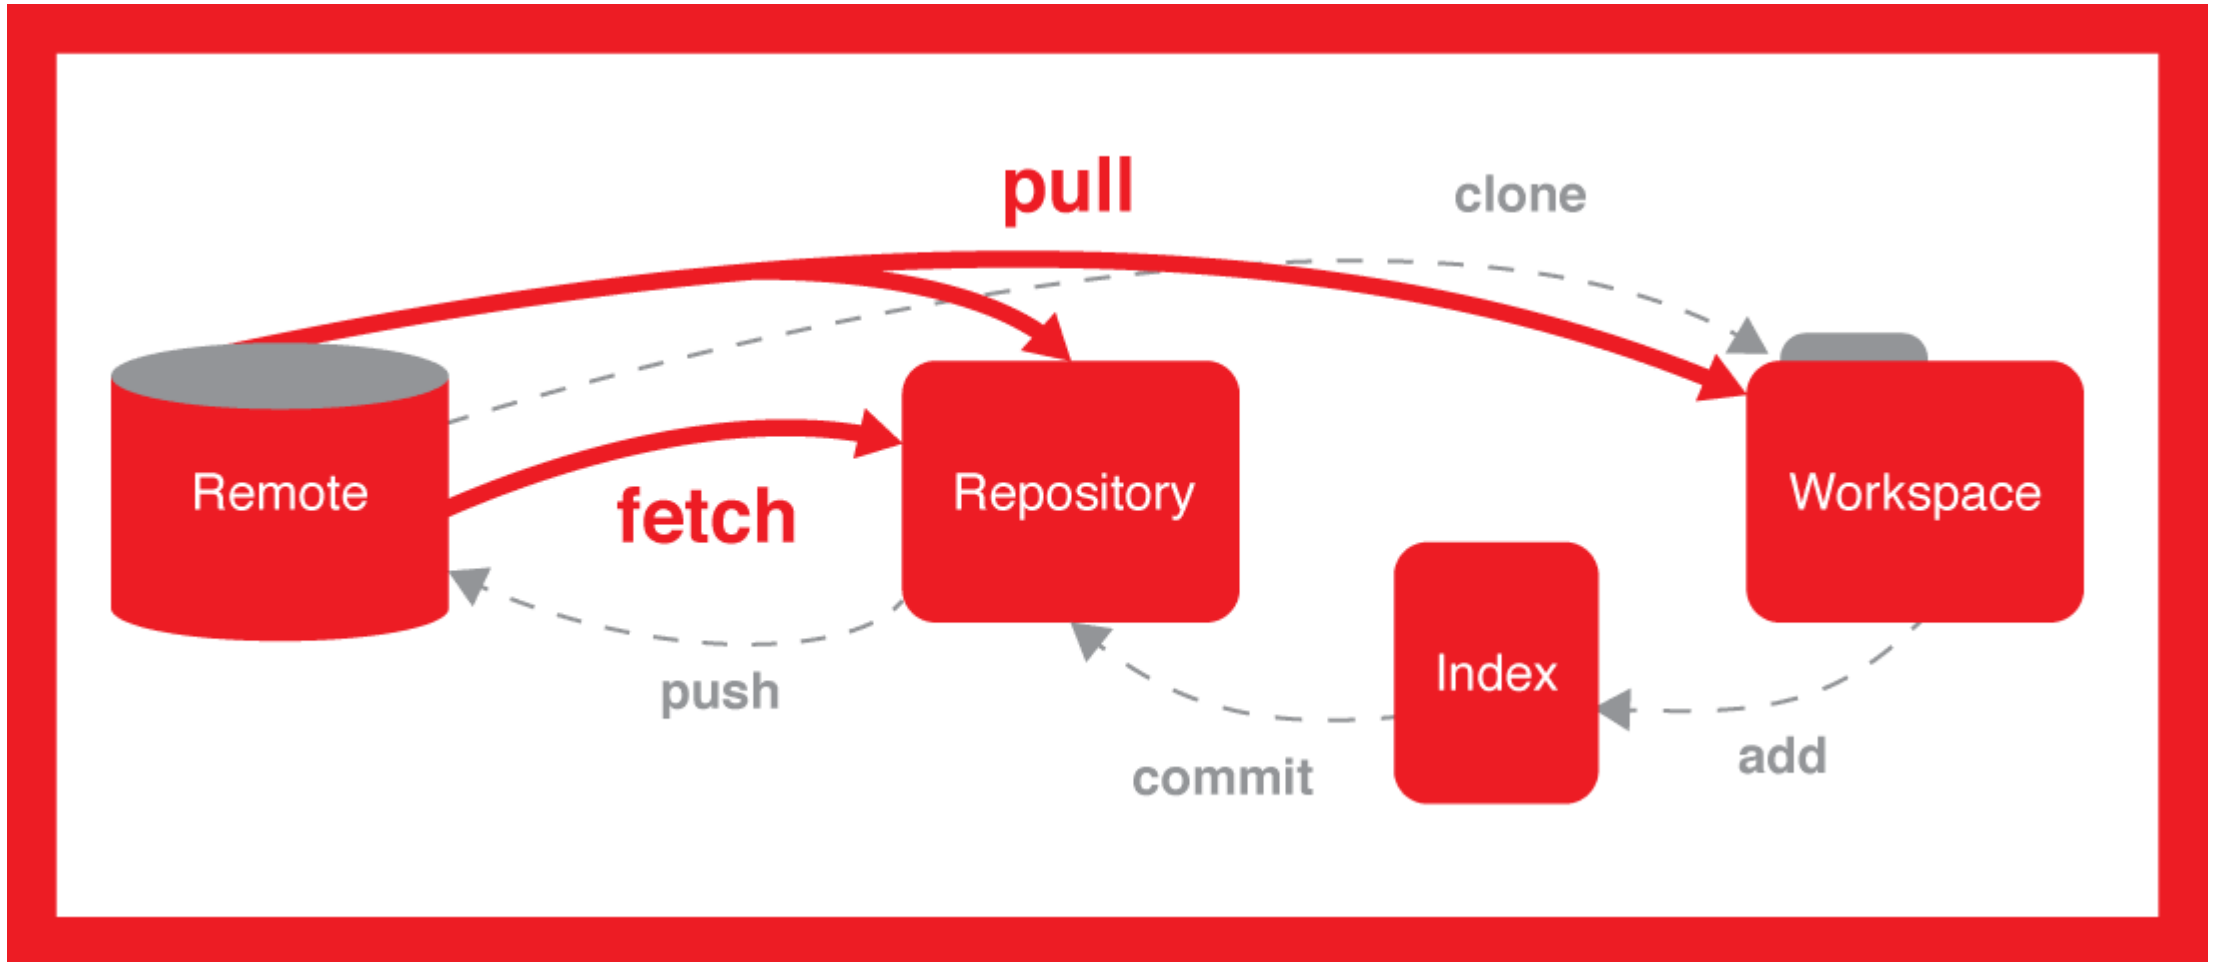 pull
clone
Remote
fetch
Repository
Workspace
Index
push
commit
add